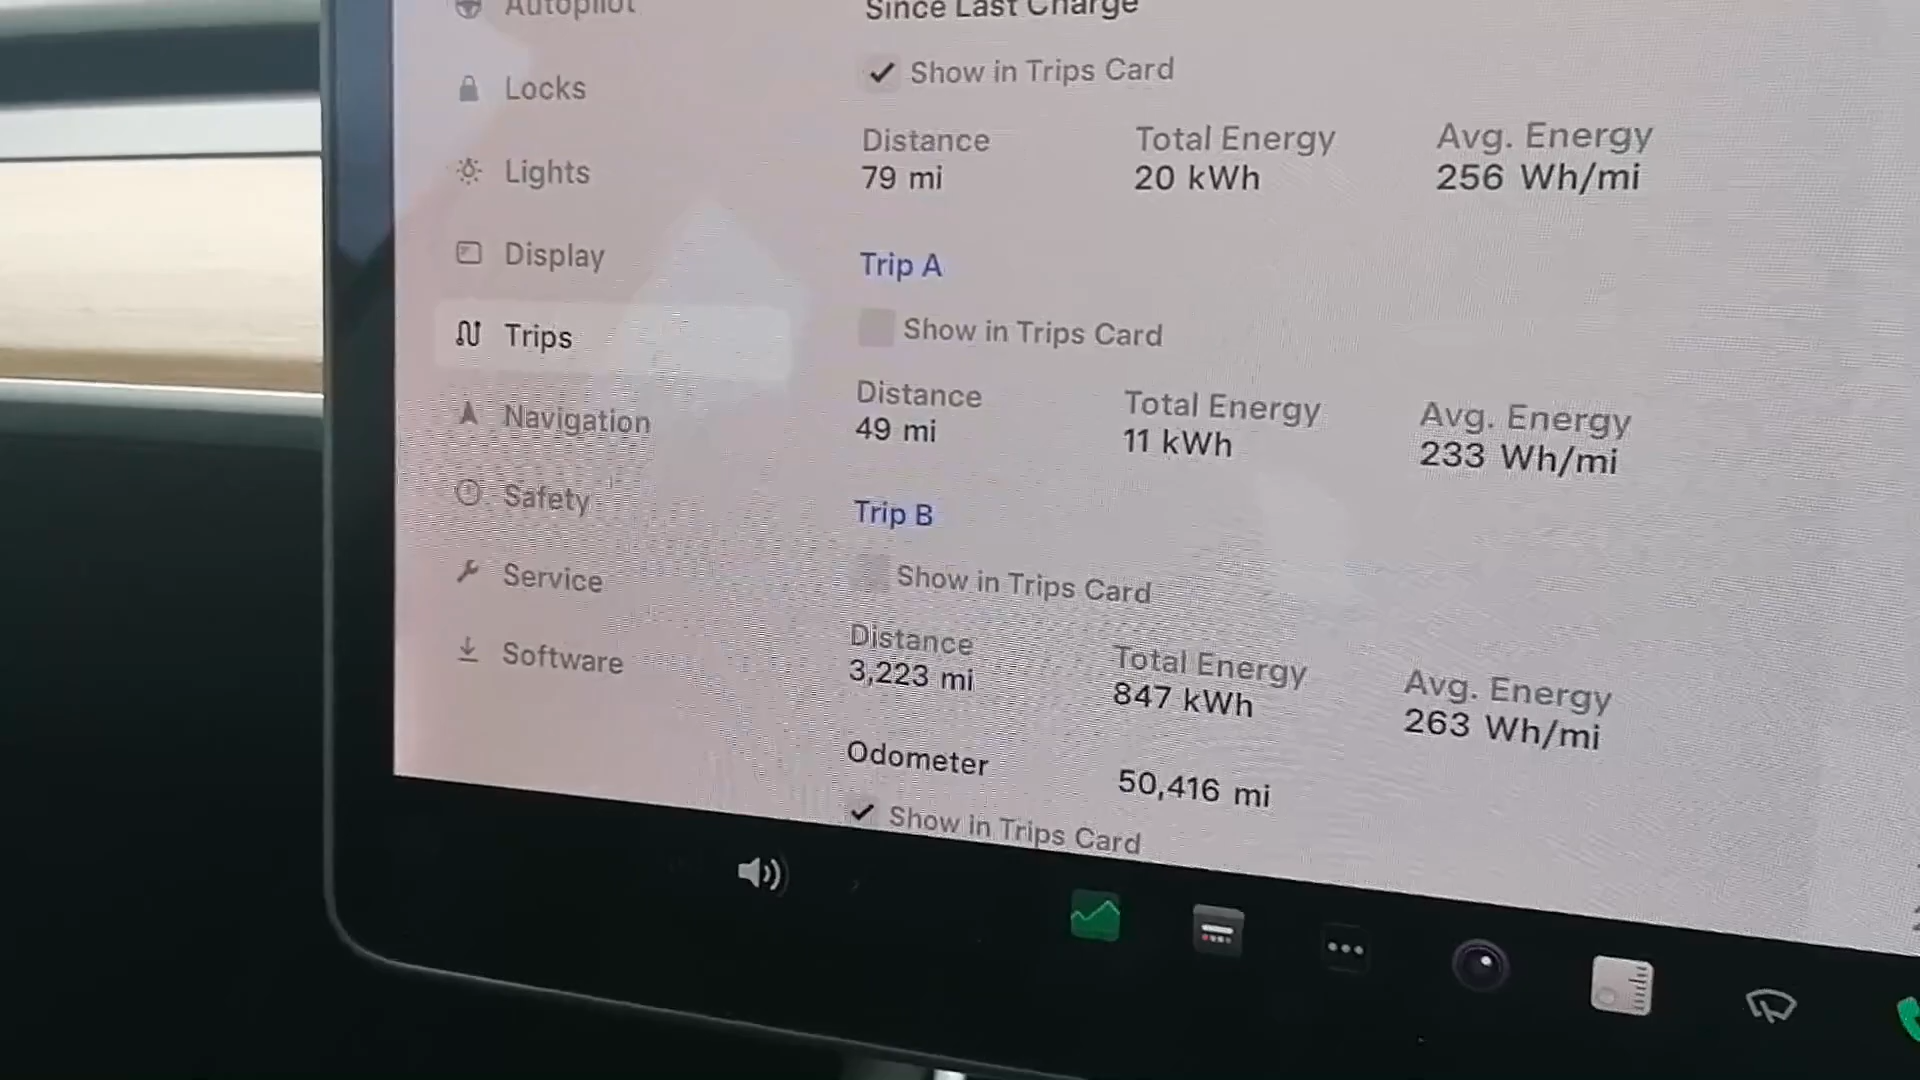 Autopilot
Locks
Lights
Display
Trips
Navigation
Safety
Service
Software
Since Last Charge
Show in Trips Card
Distance Total Energy Avg. Energy
79 mi 20 kWh 256 Wh/mi
Trip A
Show in Trips Card
Distance Total Energy Avg. Energy
49 mi 11 kWh 233 Wh/mi
Trip B
Show in Trips Card
Distance Total Energy Avg. Energy
3,223 mi 847 kWh 263 Wh/mi
Odometer 50,416 mi
Show in Trips Card